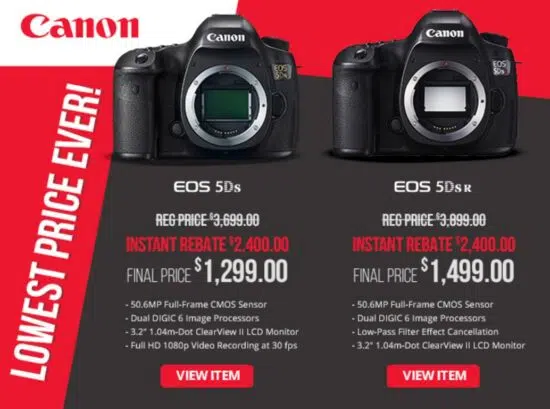 Canon
LOWEST PRICE EVER!
Canon
EOS
5Ds
EOS 5Ds
REG PRICE $3,699.00
INSTANT REBATE $2,400.00
FINAL PRICE $1,299.00
- 50.6MP Full-Frame CMOS Sensor
- Dual DIGIC 6 Image Processors
- 3.2" 1.04m-Dot ClearView II LCD Monitor
- Full HD 1080p Video Recording at 30 fps
VIEW ITEM
Canon
EOS
5Ds
EOS 5Ds R
REG PRICE $3,899.00
INSTANT REBATE $2,400.00
FINAL PRICE $1,499.00
- 50.6MP Full-Frame CMOS Sensor
- Dual DIGIC 6 Image Processors
- Low-Pass Filter Effect Cancellation
- 3.2" 1.04m-Dot ClearView II LCD Monitor
VIEW ITEM